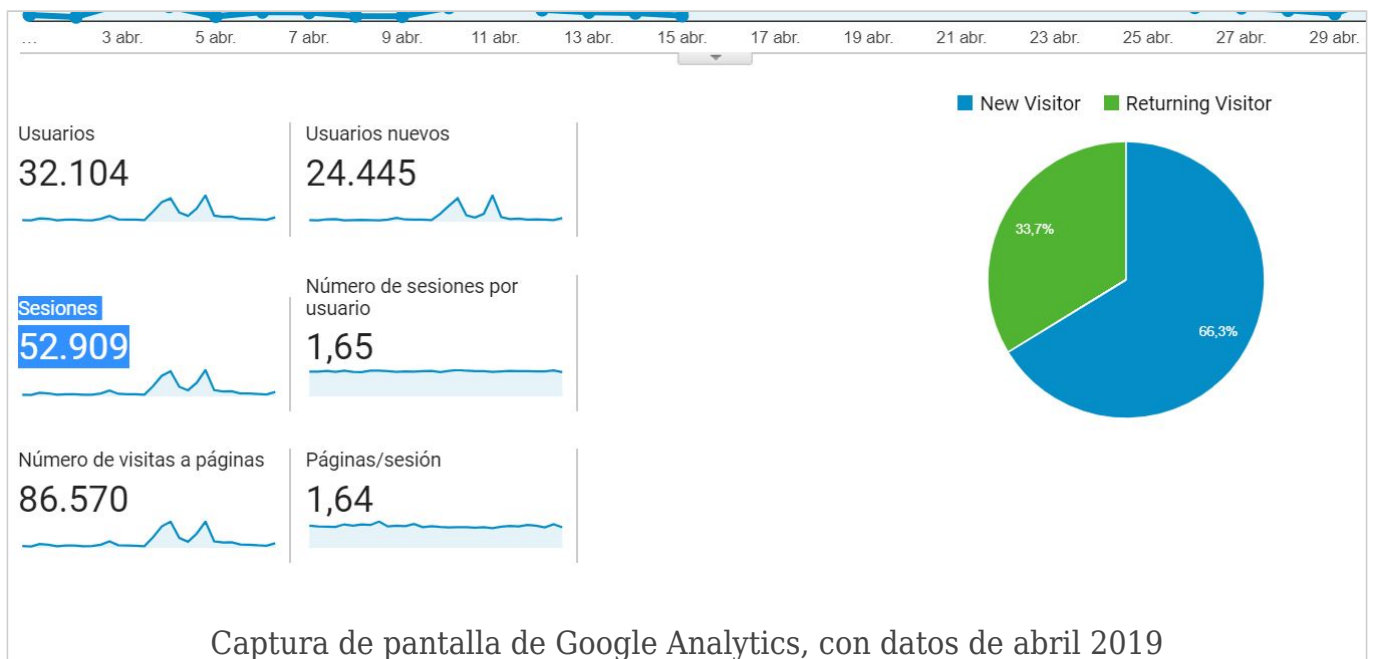 ... 3 abr. 5 abr. 7 abr. 9 abr. 11 abr. 13 abr. 15 abr. 17 abr. 19 abr. 21 abr. 23 abr. 25 abr. 27 abr. 29 abr.
New Visitor Returning Visitor
Usuarios
32.104
Usuarios nuevos
24.445
33,7%
66,3%
Sesiones
52.909
Número de sesiones por
usuario
1,65
Número de visitas a páginas
86.570
Páginas/sesión
1,64
Captura de pantalla de Google Analytics, con datos de abril 2019